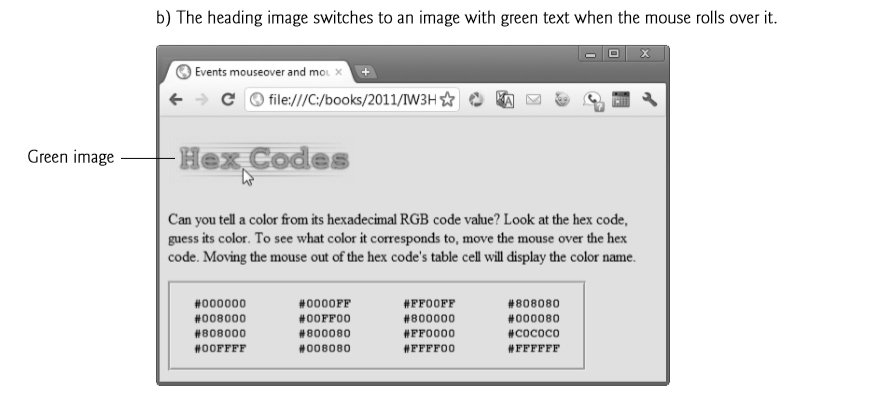 b) The heading image switches to an image with green text when the mouse rolls over it.
Events mouseover and mou
file:///C:/books/2011/IW3H
Green image
Hex Codes
Can you tell a color from its hexadecimal RGB code value? Look at the hex code,
guess its color. To see what color it corresponds to, move the mouse over the hex
code. Moving the mouse out of the hex code's table cell will display the color name.
#000000 #0000FF #FF00FF #808080
#008000 #00FF00 #800000 #000080
#808000 #800080 #FF0000 #C0C0C0
#00FFFF #008080 #FFFF00 #FFFFFF